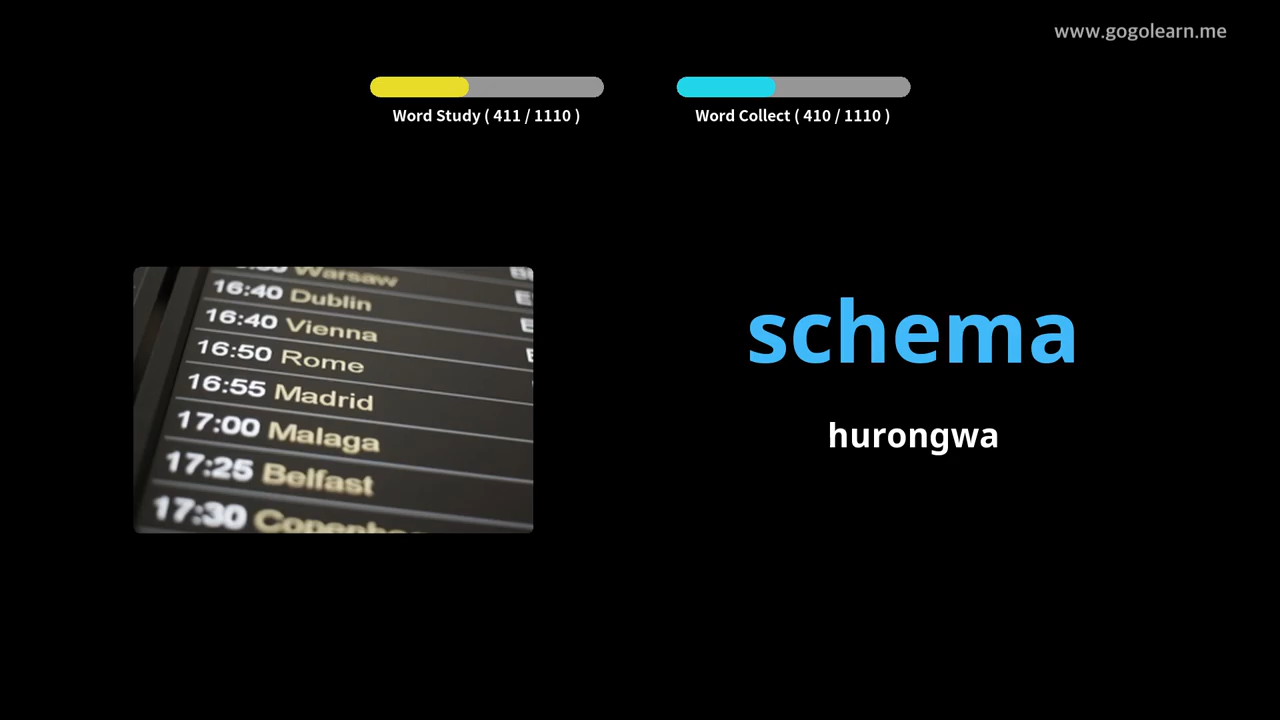 www.gogolearn.me
Word Study ( 411 / 1110 )
Word Collect ( 410 / 1110 )
Warsaw
16:40 Dublin
16:40 Vienna
16:50 Rome
16:55 Madrid
17:00 Malaga
17:25 Belfast
17:30
schema
hurongwa